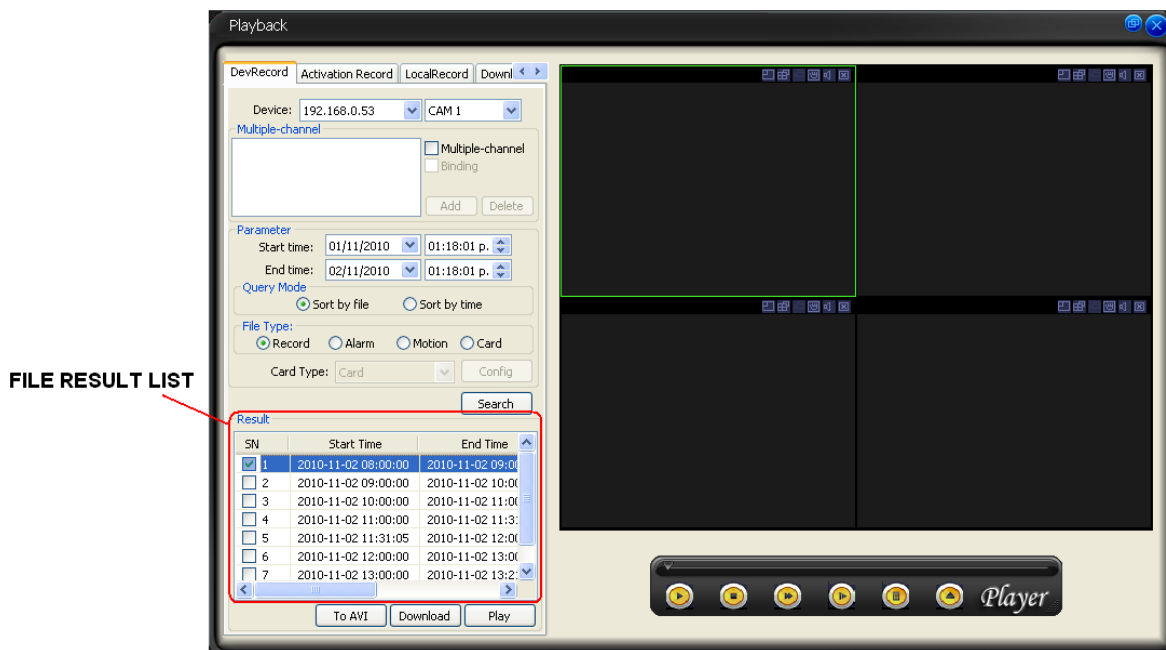 Playback
DevRecord Activation Record LocalRecord Downl
Device: 192.168.0.53 CAM 1
Multiple-channel
Multiple-channel
Binding
Add Delete
Parameter
Start time: 01/11/2010 01:18:01 p.
End time: 02/11/2010 01:18:01 p.
Query Mode
Sort by file Sort by time
File Type:
Record Alarm Motion Card
Card Type: Card Config
FILE RESULT LIST
Search
Result
SN Start Time End Time
1 2010-11-02 08:00:00 2010-11-02 09:00
2 2010-11-02 09:00:00 2010-11-02 10:00
3 2010-11-02 10:00:00 2010-11-02 11:00
4 2010-11-02 11:00:00 2010-11-02 11:3
5 2010-11-02 11:31:05 2010-11-02 12:00
6 2010-11-02 12:00:00 2010-11-02 13:00
7 2010-11-02 13:00:00 2010-11-02 13:2
To AVI Download Play
Player